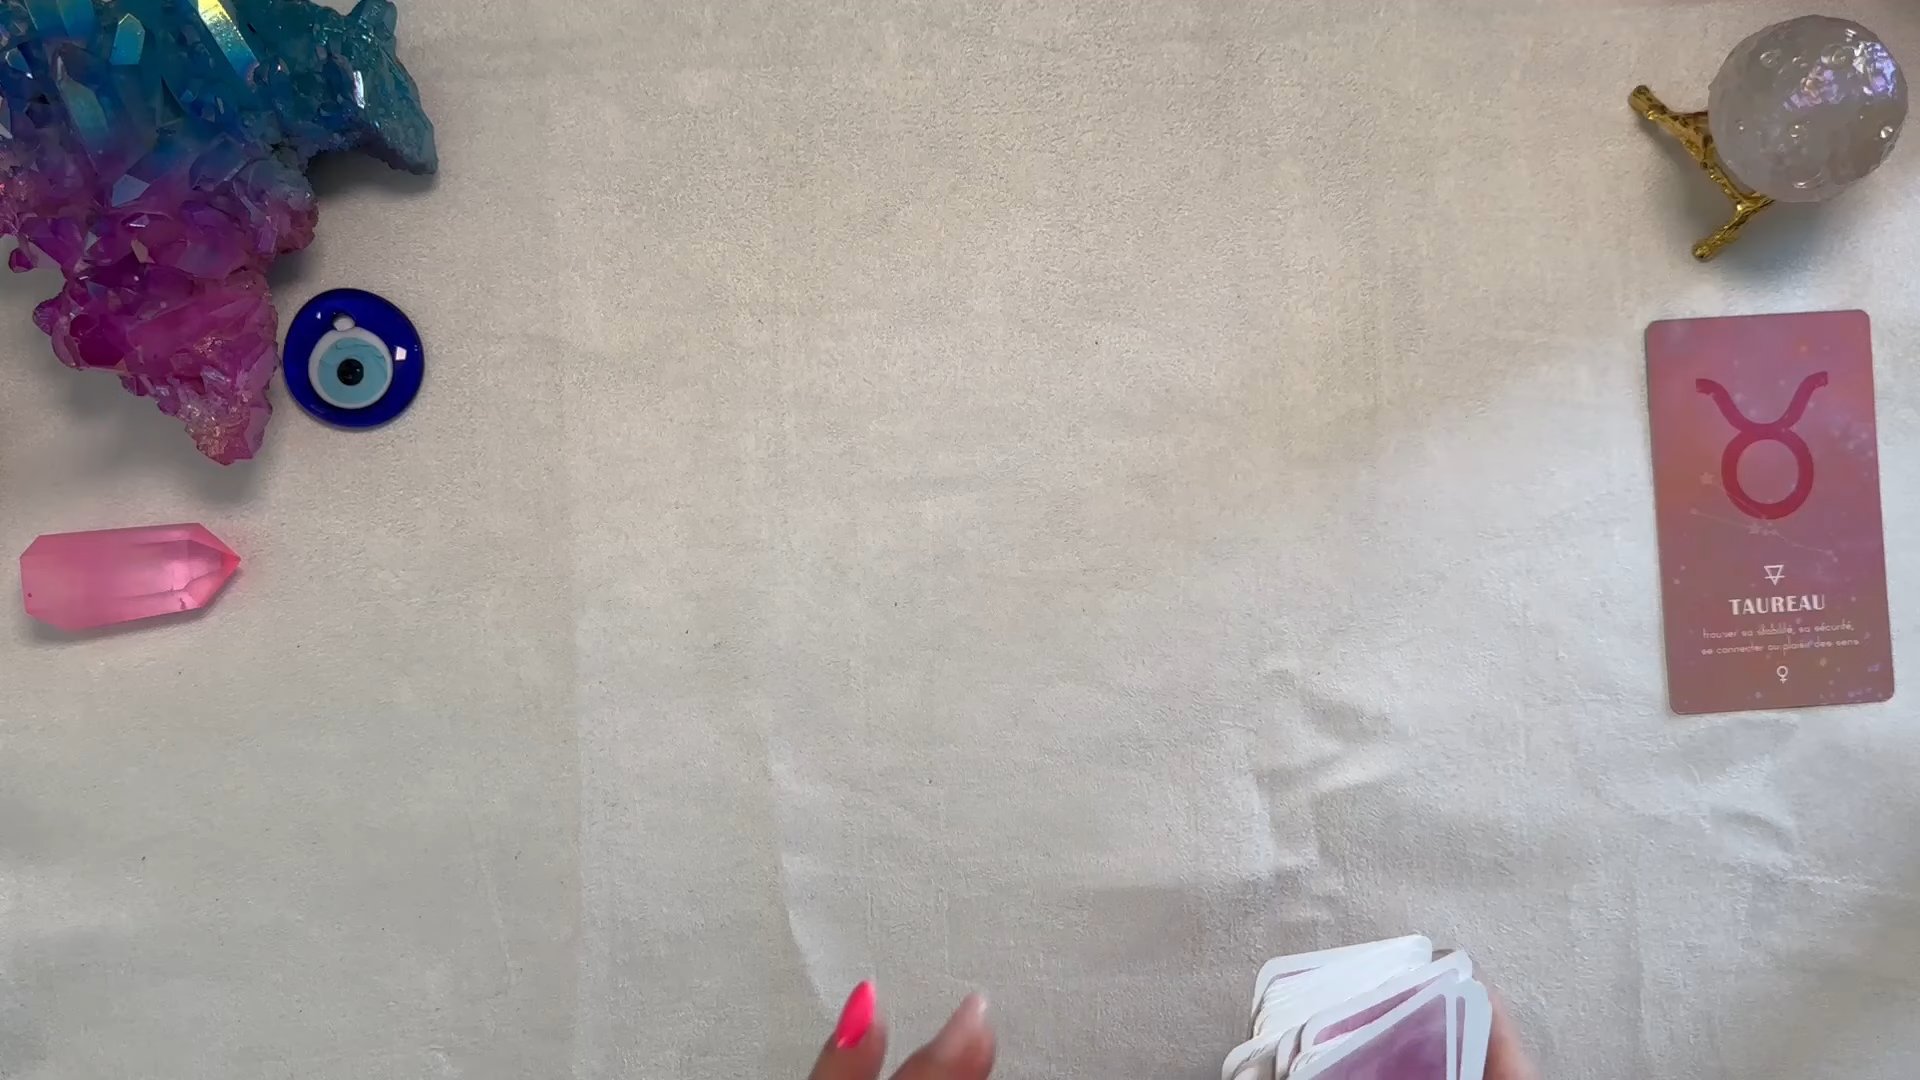 TAUREAU
trouver sa stabilité, sa sécurité,
se connecter au plaisir des sens